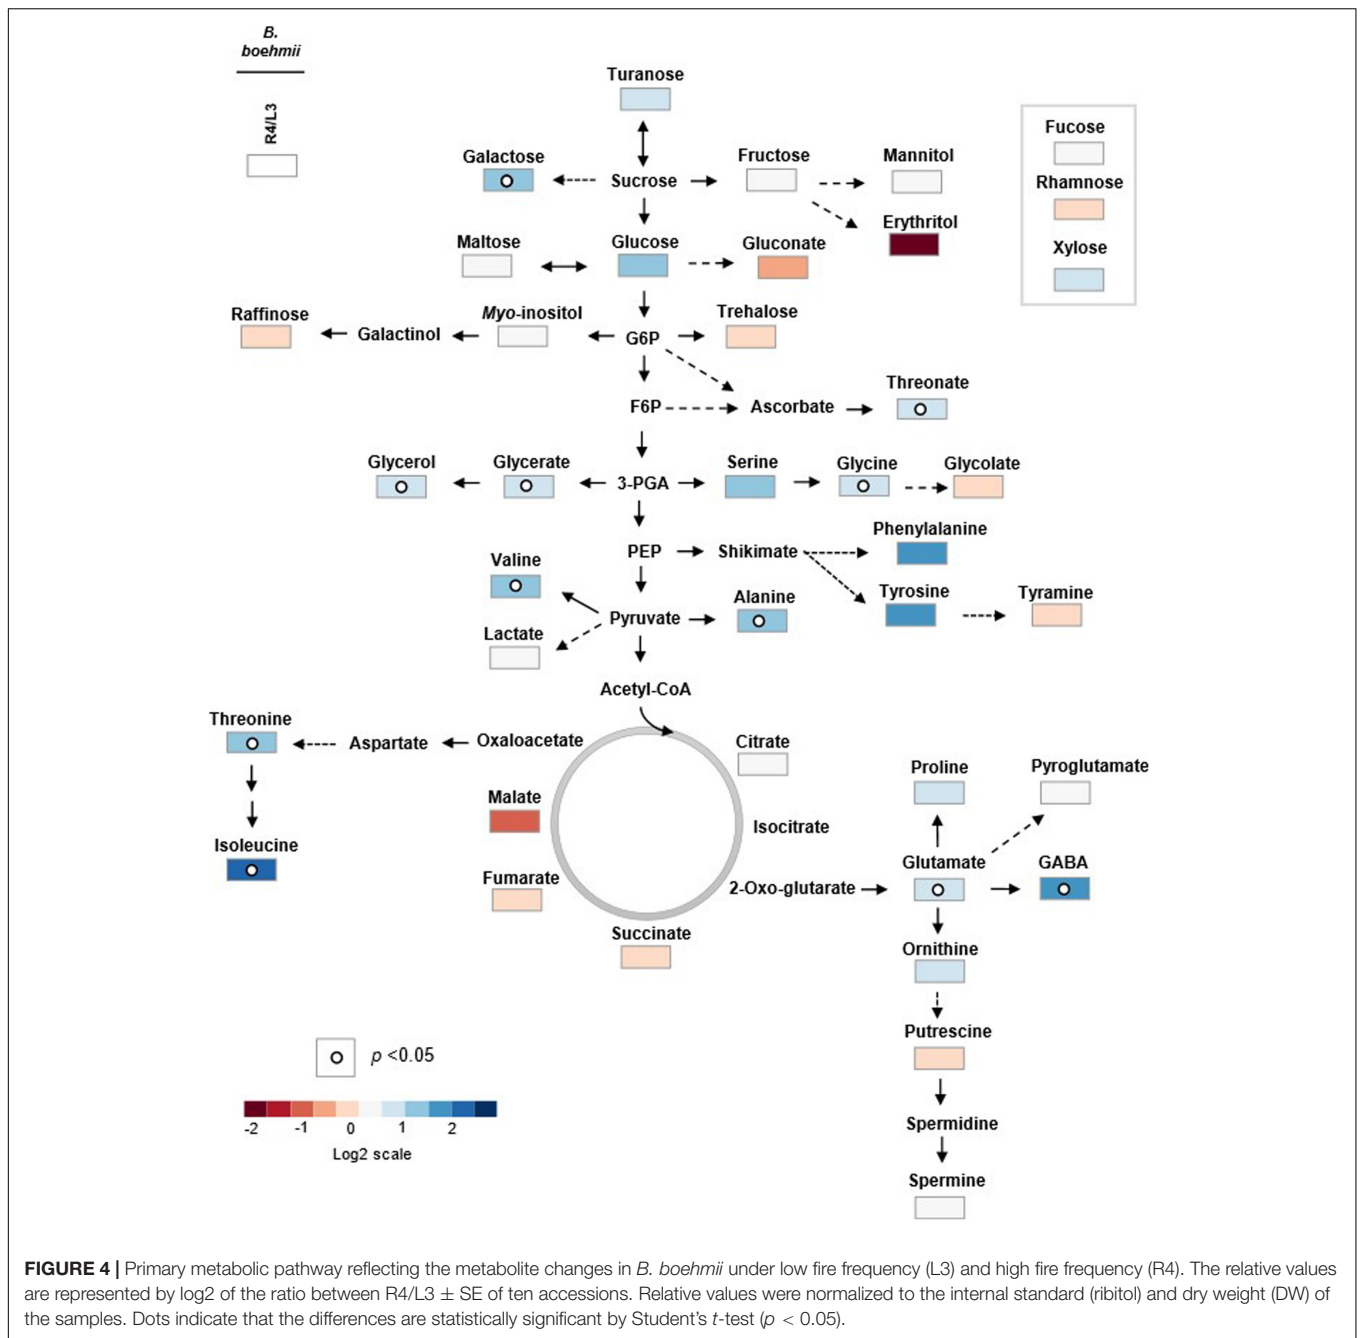 B.
boehmii
R4/L3
Turanose
Fucose
Rhamnose
Xylose
Galactose
Sucrose
Fructose
Mannitol
Erythritol
Maltose
Glucose
Gluconate
Raffinose
Galactinol
Myo-inositol
G6P
Trehalose
Threonate
F6P
Ascorbate
Glycerol
Glycerate
3-PGA
Serine
Glycine
Glycolate
Phenylalanine
PEP
Shikimate
Valine
Tyrosine
Tyramine
Alanine
Pyruvate
Lactate
Acetyl-CoA
Threonine
Aspartate
Oxaloacetate
Citrate
Malate
Isocitrate
Proline
Pyroglutamate
Isoleucine
Glutamate
GABA
Fumarate
2-Oxo-glutarate
Succinate
Ornithine
Putrescine
Spermidine
Spermine
p <0.05
-2 -1 0 1 2
Log2 scale
FIGURE 4 | Primary metabolic pathway reflecting the metabolite changes in B. boehmii under low fire frequency (L3) and high fire frequency (R4). The relative values
are represented by log2 of the ratio between R4/L3 ± SE of ten accessions. Relative values were normalized to the internal standard (ribitol) and dry weight (DW) of
the samples. Dots indicate that the differences are statistically significant by Student's t-test (p < 0.05).